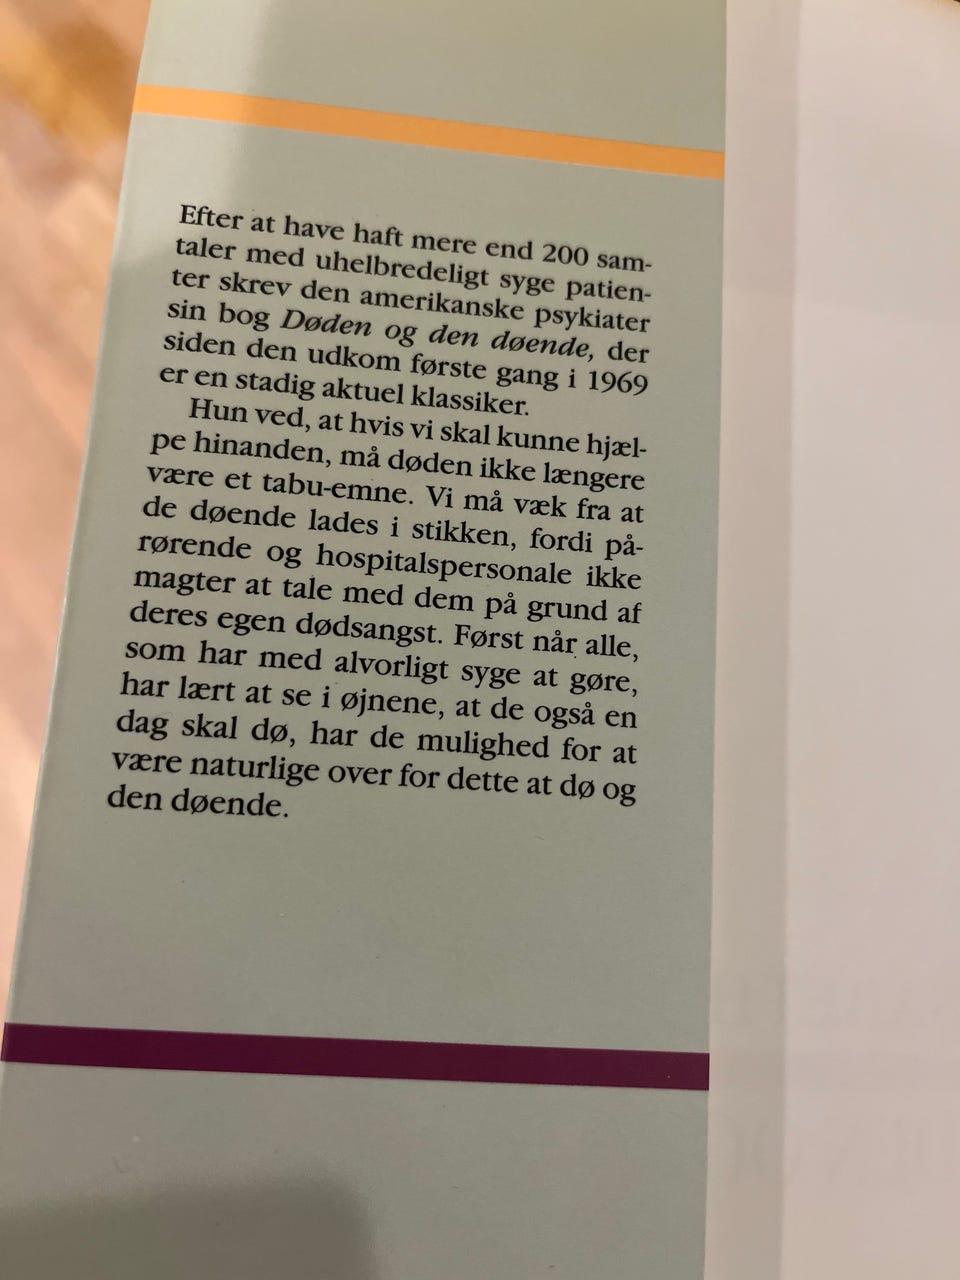 Efter at have haft mere end 200 sam-
taler med uhelbredeligt syge patien-
ter skrev den amerikanske psykiater
sin bog Døden og den døende, der
siden den udkom første gang i 1969
er en stadig aktuel klassiker.
Hun ved, at hvis vi skal kunne hjæl-
pe hinanden, må døden ikke længere
være et tabu-emne. Vi må væk fra at
de døende lades i stikken, fordi på-
rørende og hospitalspersonale ikke
magter at tale med dem på grund af
deres egen dødsangst. Først når alle,
som har med alvorligt syge at gøre,
har lært at se i øjnene, at de også en
dag skal dø, har de mulighed for at
være naturlige over for dette at dø og
den døende.